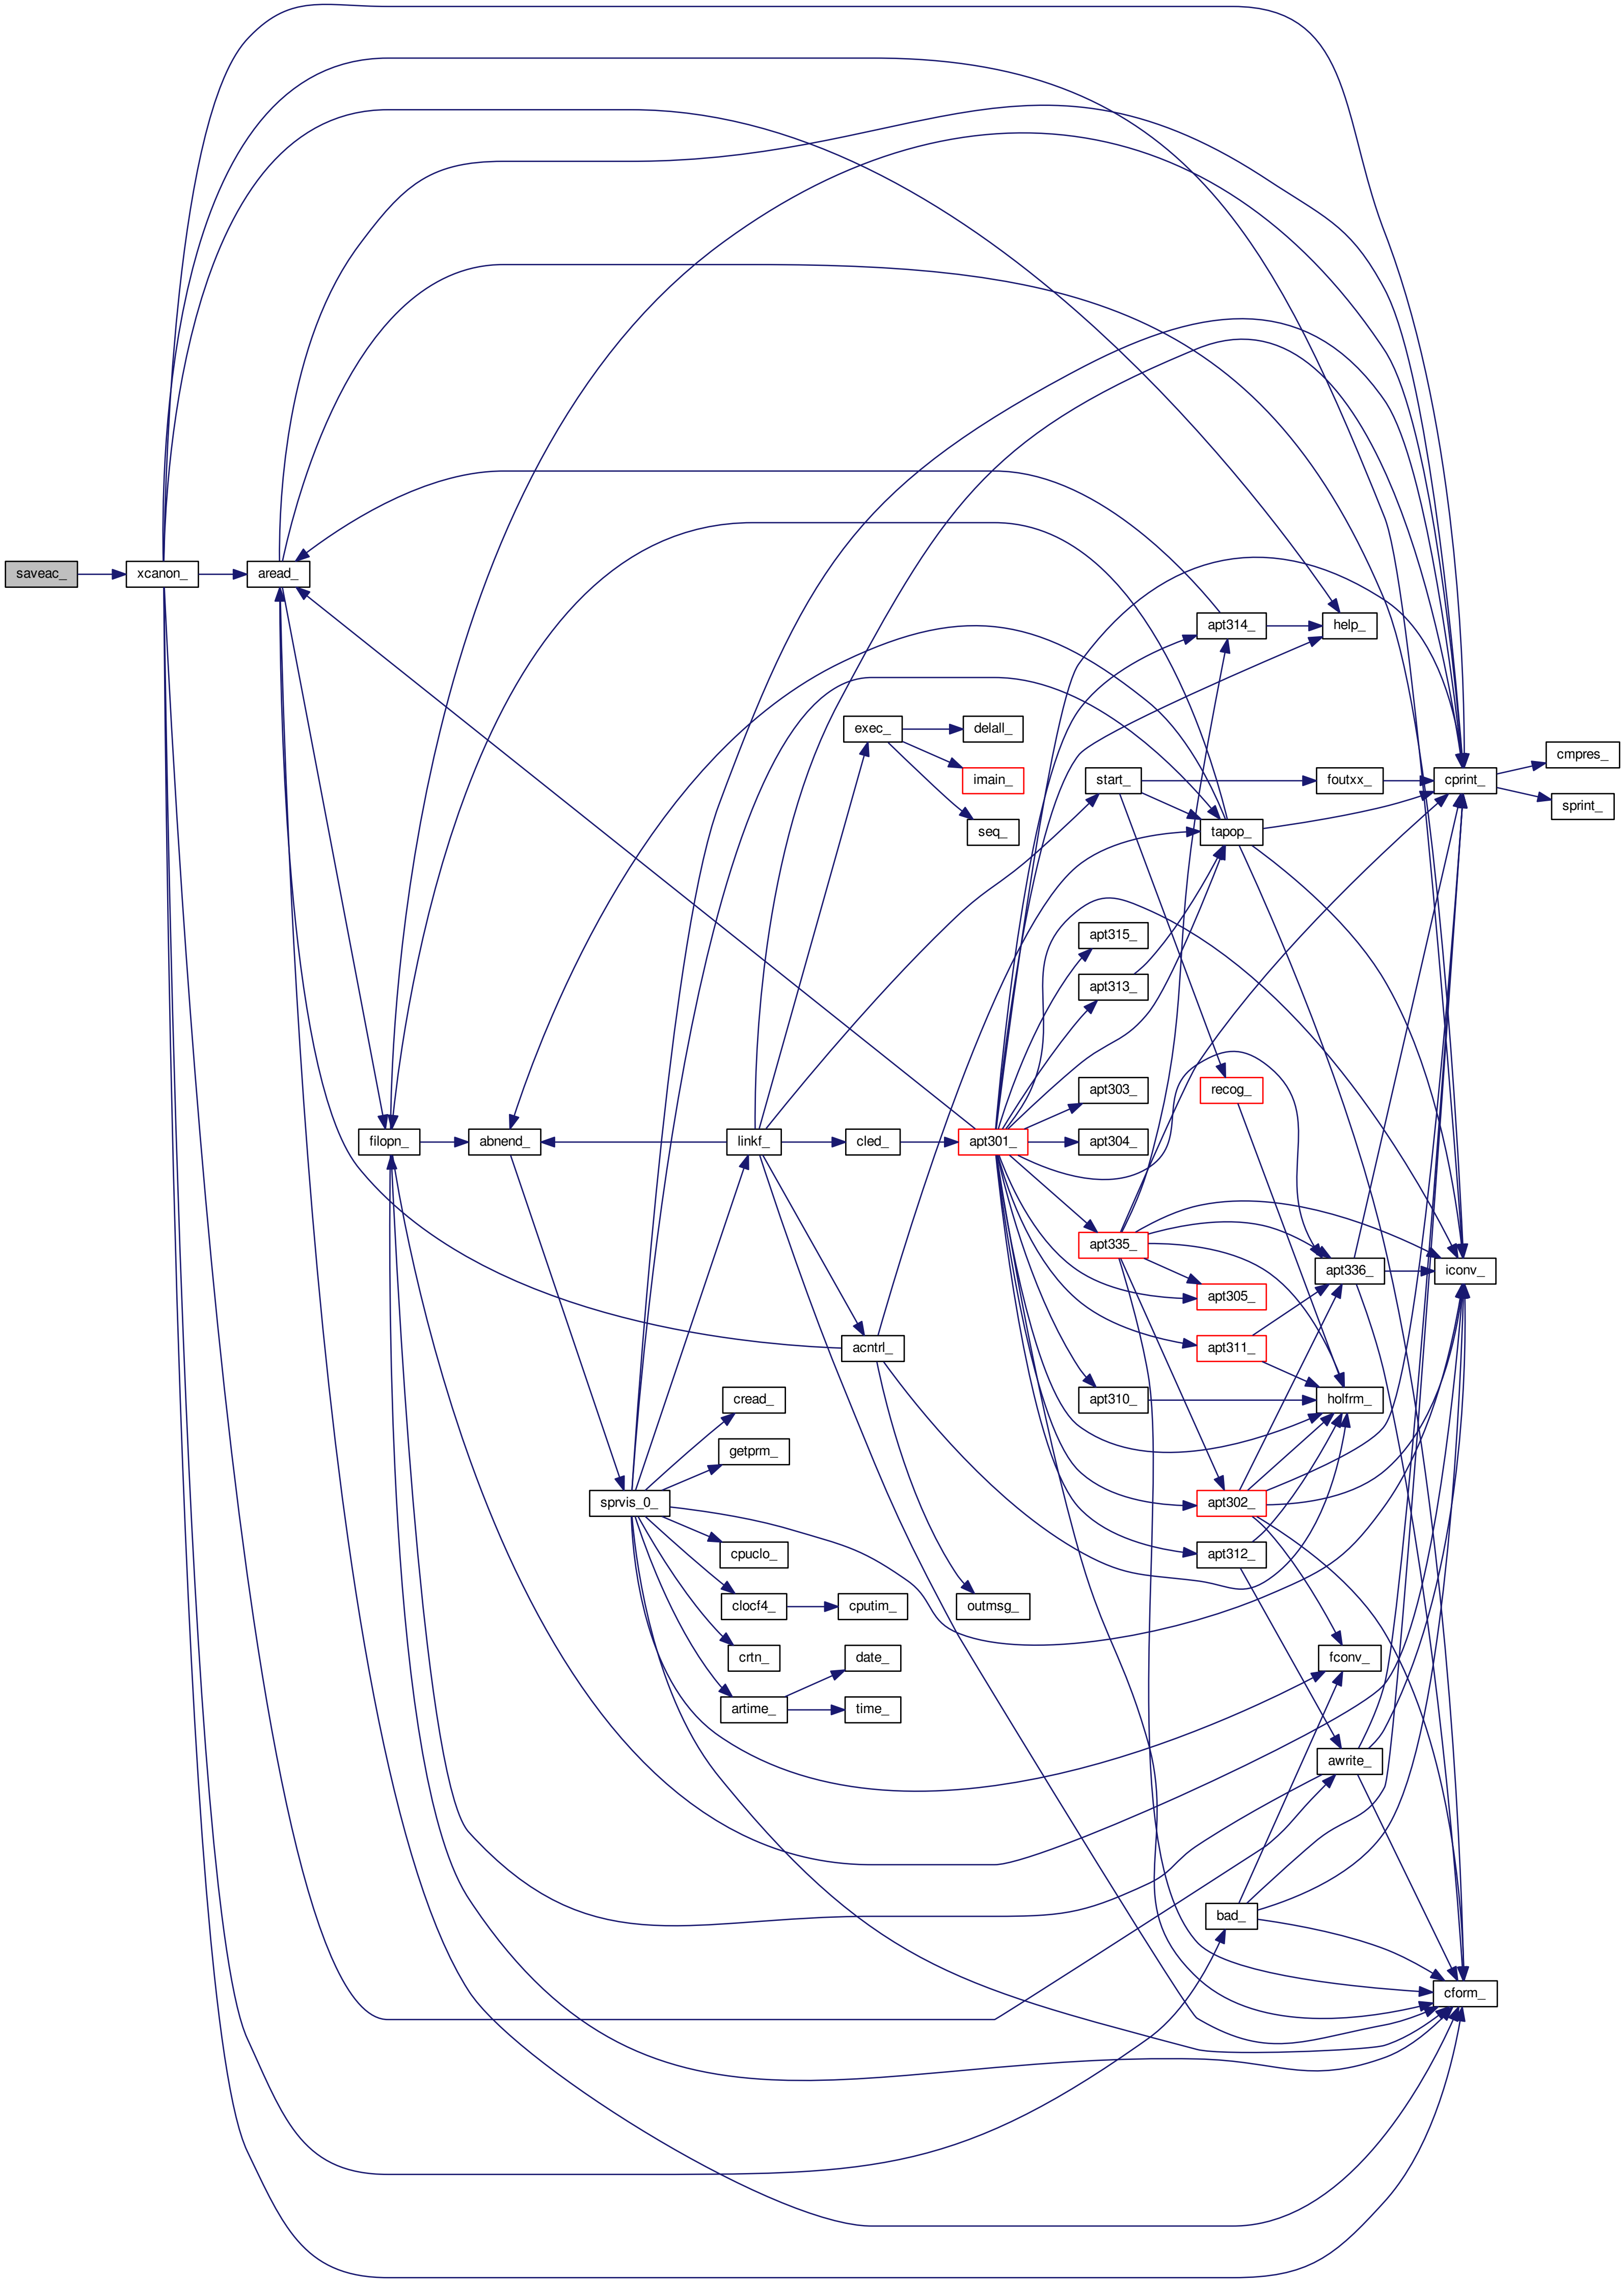 saveac_
xcanon_
aread_
apt314_
help_
exec_
delall_
cmpres_
start_
foutxx_
cprint_
imain_
sprint_
seq_
tapop_
apt315_
apt313_
apt303_
recog_
filopn_
abnend_
linkf_
cled_
apt301_
apt304_
apt335_
apt336_
iconv_
apt305_
acntrl_
apt311_
cread_
apt310_
holfrm_
getprm_
sprvis_0_
apt302_
cpuclo_
apt312_
clocf4_
cputim_
outmsg_
crtn_
date_
fconv_
artime_
time_
awrite_
bad_
cform_